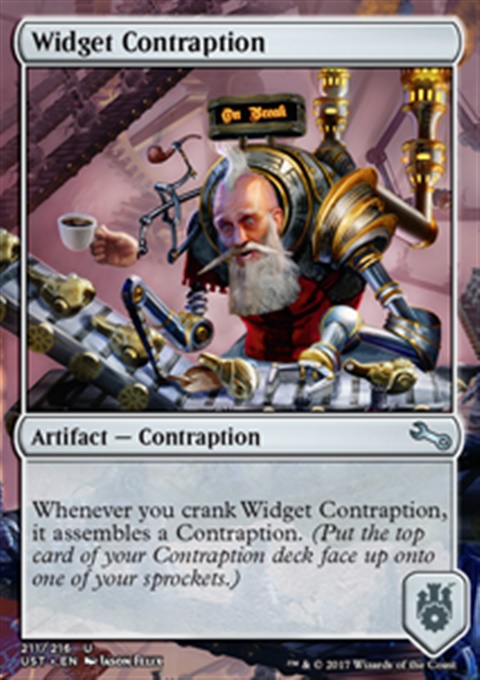 Widget Contraption
On Break
Artifact — Contraption
Whenever you crank Widget Contraption,
it assembles a Contraption. (Put the top
card of your Contraption deck face up onto
one of your sprockets.)
211/216 U
UST • EN Jason Felix
™ & © 2017 Wizards of the Coast